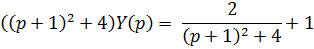 ((p + 1)² + 4)Y(p) = 2/((p + 1)² + 4) + 1